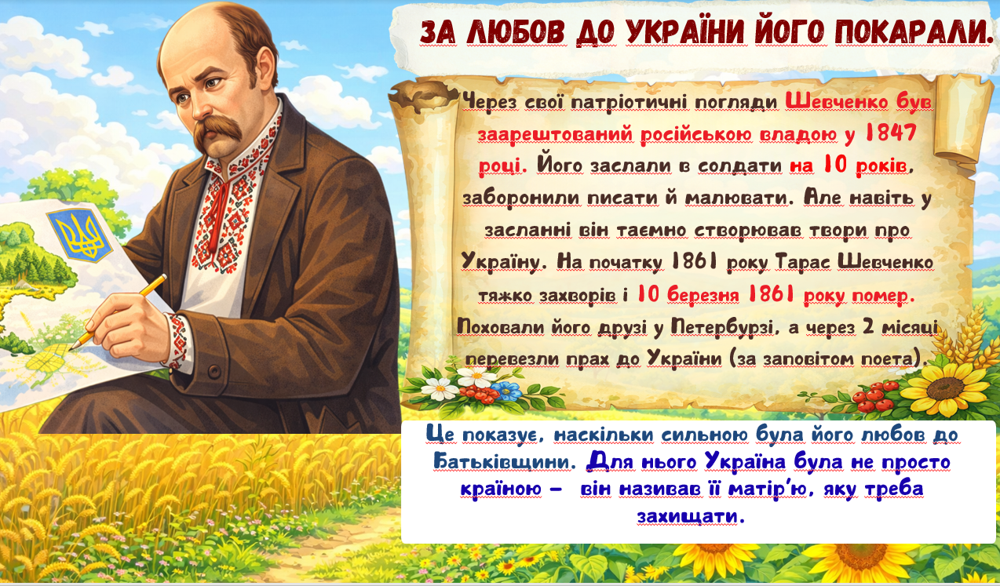 ЗА ЛЮБОВ ДО УКРАЇНИ ЙОГО ПОКАРАЛИ.
Через свої патріотичні погляди Шевченко був
заарештований російською владою у 1847
році. Його заслали в солдати на 10 років,
заборонили писати й малювати. Але навіть у
засланні він таємно створював твори про
Україну. На початку 1861 року Тарас Шевченко
тяжко захворів і 10 березня 1861 року помер.
Поховали його друзі у Петербурзі, а через 2 місяці
перевезли прах до України (за заповітом поета).
Це показує, наскільки сильною була його любов до
Батьківщини. Для нього Україна була не просто
країною – він називав її матір'ю, яку треба
захищати.